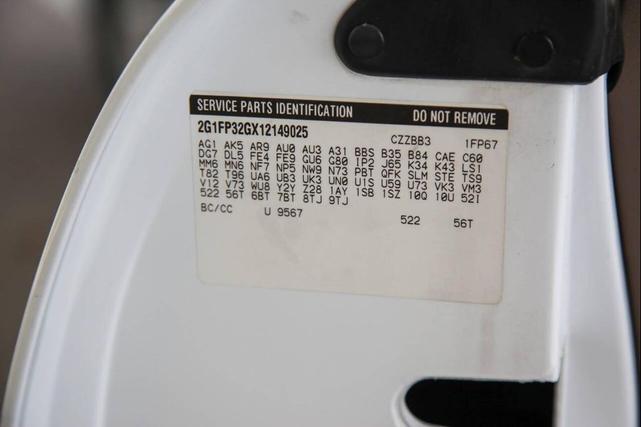 SERVICE PARTS IDENTIFICATION DO NOT REMOVE
2G1FP32GX12149025 CZZBB3 1FP67
AG1 AK5 AR9 AU0 AU3 A31 BBS B35 B84 CAE C60
DG7 DL5 FE4 FE9 GU6 G80 IP2 J65 K34 K43 LS1
MM6 MN6 NF7 NP5 NW9 N73 PBT QFK SLM STE TS9
T82 T96 UA6 UB3 UK3 UN0 U1S U59 U73 VK3 VM3
V12 V73 WU8 Y2Y Z28 1AY 1SB 1SZ 10Q 10U 52I
522 56T 6BT 7BT 8TJ 9TJ
BC/CC U 9567 522 56T